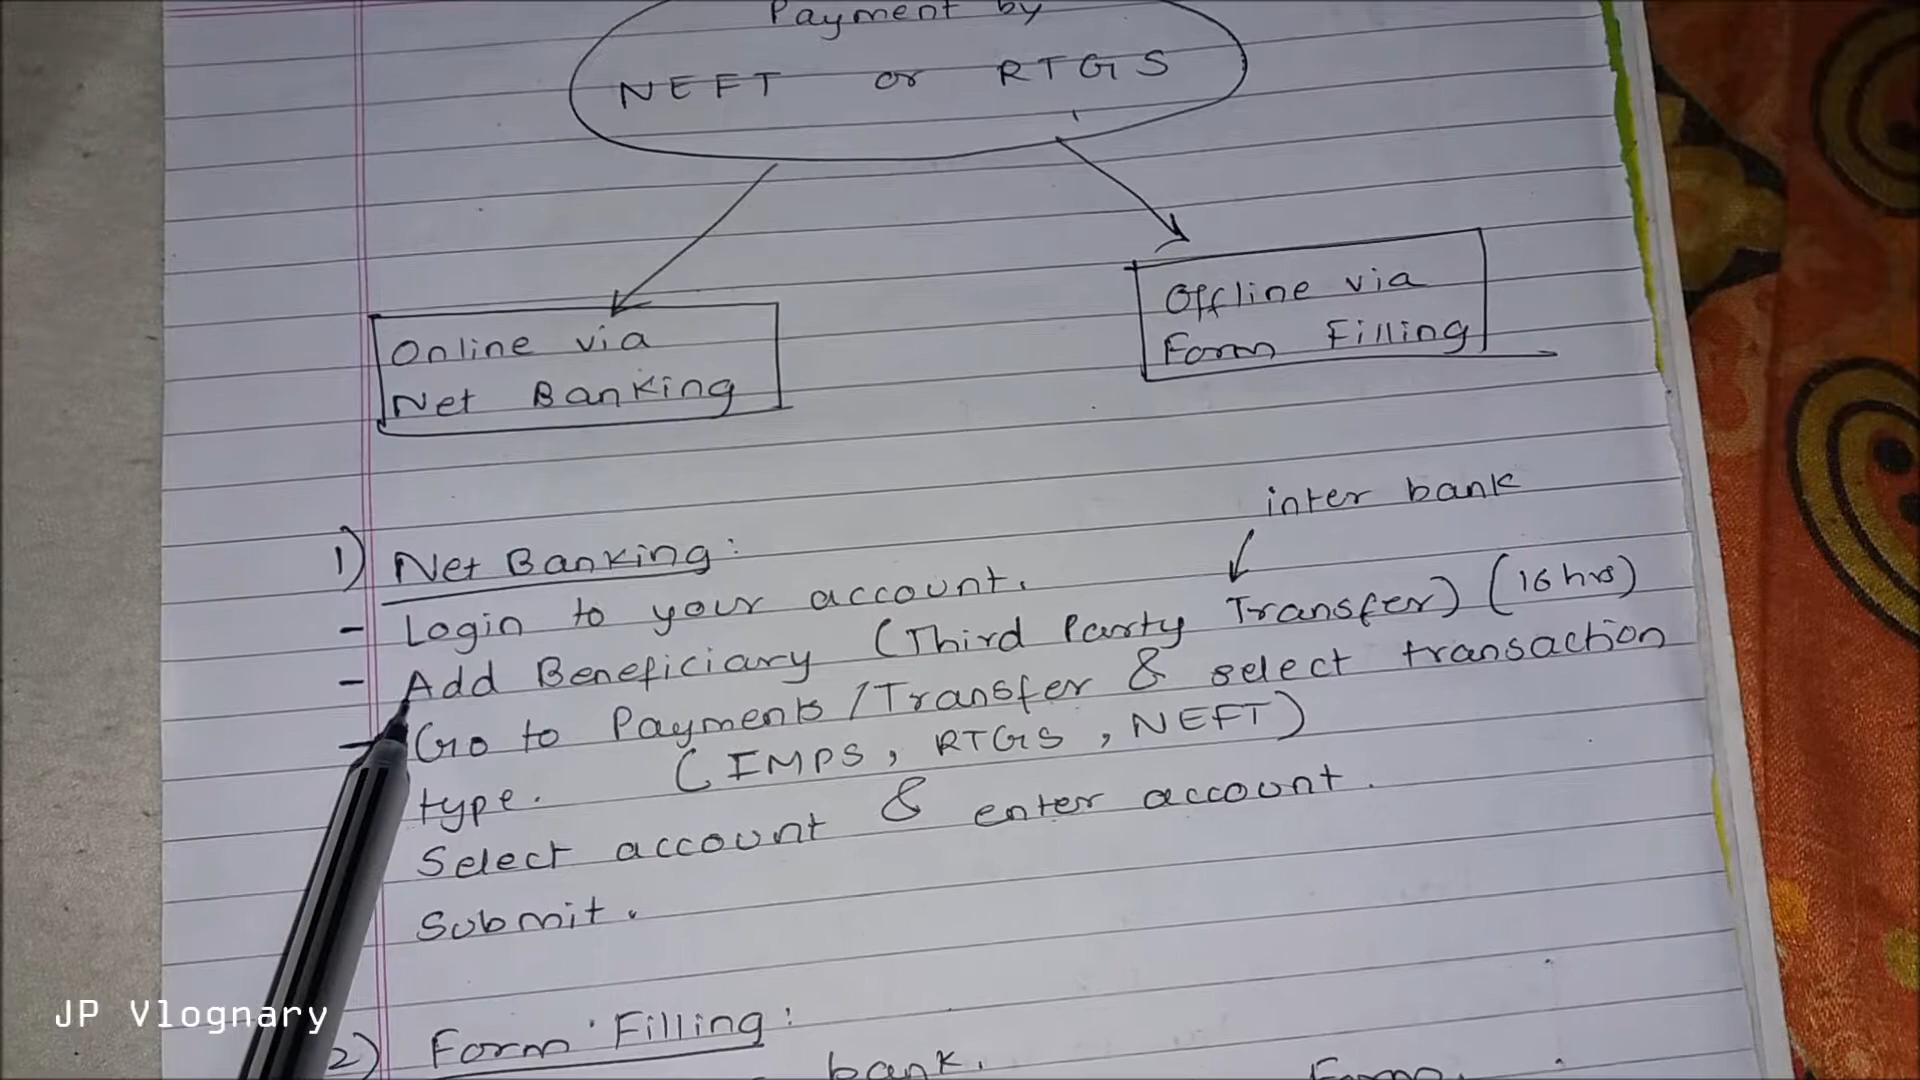 Payment by
NEFT or RTGS
Online via
Net Banking
Offline via
Form Filling
inter bank
1) Net Banking:
- Login to your account.
- Add Beneficiary (Third Party Transfer) (16 hrs)
- Go to Payments/Transfer & select transaction
type. (IMPS, RTGS, NEFT)
Select account & enter account.
Submit.
2) Form Filling:
bank. Form.
JP Vlognary